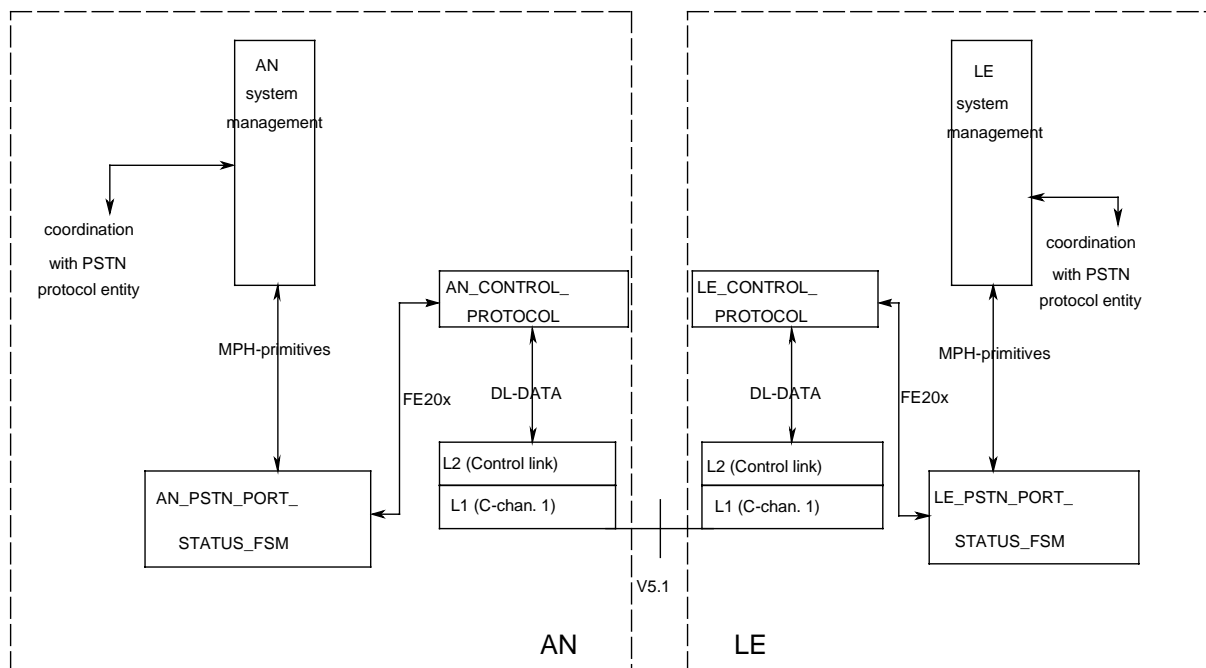 AN
system
management
coordination
with PSTN
protocol entity
MPH-primitives
AN_CONTROL_
PROTOCOL
FE20x
DL-DATA
L2 (Control link)
L1 (C-chan. 1)
AN_PSTN_PORT_
STATUS_FSM
AN
V5.1
LE
system
management
coordination
with PSTN
protocol entity
LE_CONTROL_
PROTOCOL
MPH-primitives
DL-DATA
FE20x
L2 (Control link)
L1 (C-chan. 1)
LE_PSTN_PORT_
STATUS_FSM
LE